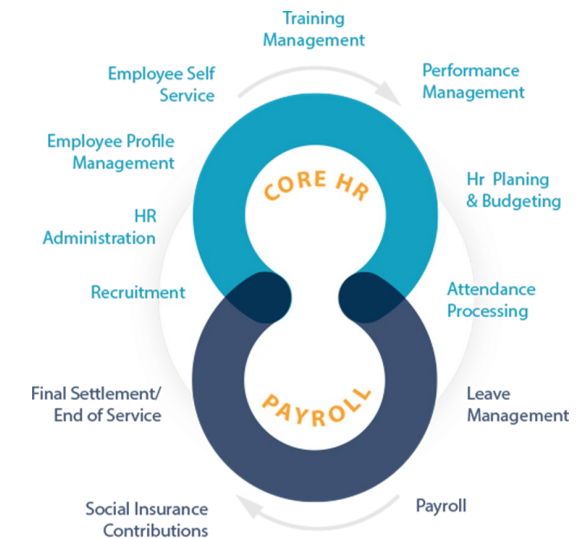 Training
Management
Employee Self
Service
Performance
Management
Employee Profile
Management
CORE HR
Hr Planing
& Budgeting
HR
Administration
Recruitment
Attendance
Processing
Final Settlement/
End of Service
PAYROLL
Leave
Management
Social Insurance
Contributions
Payroll